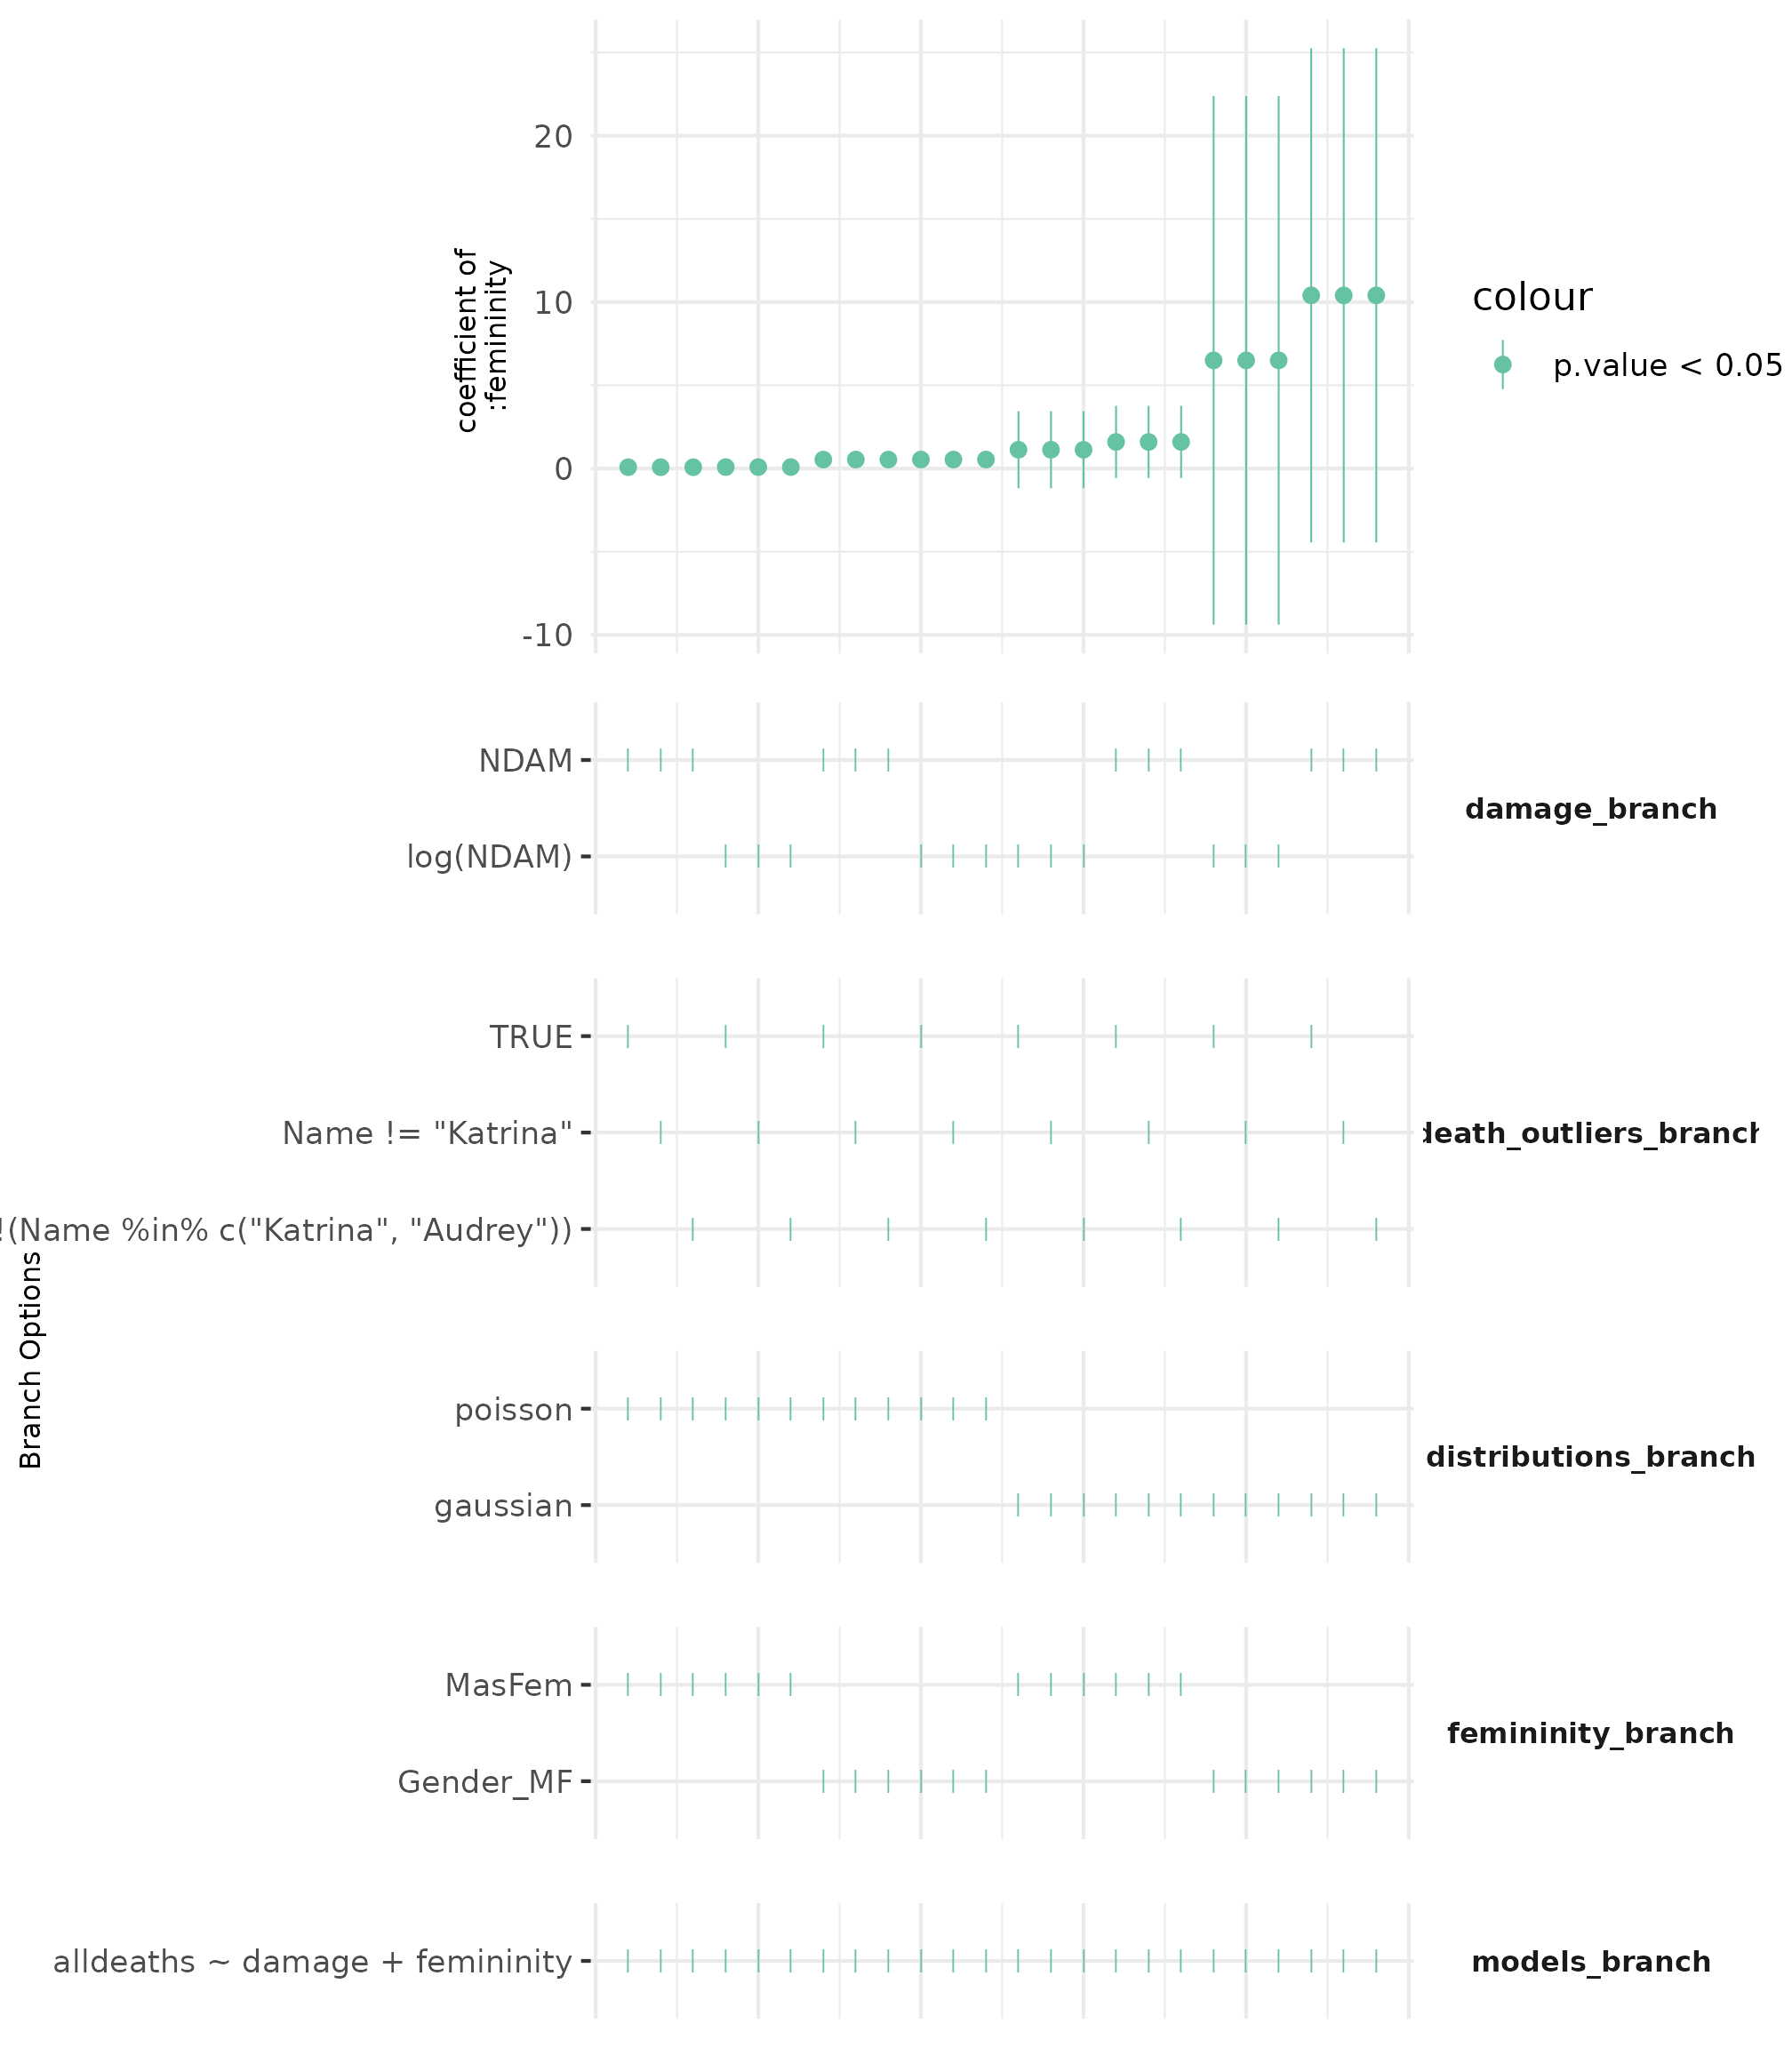 20
10
0
-10
coefficient of
:femininity
colour
p.value < 0.05
NDAM
log(NDAM)
damage_branch
TRUE
Name != "Katrina"
!(Name %in% c("Katrina", "Audrey"))
death_outliers_branch
Branch Options
poisson
gaussian
distributions_branch
MasFem
Gender_MF
femininity_branch
alldeaths ~ damage + femininity
models_branch